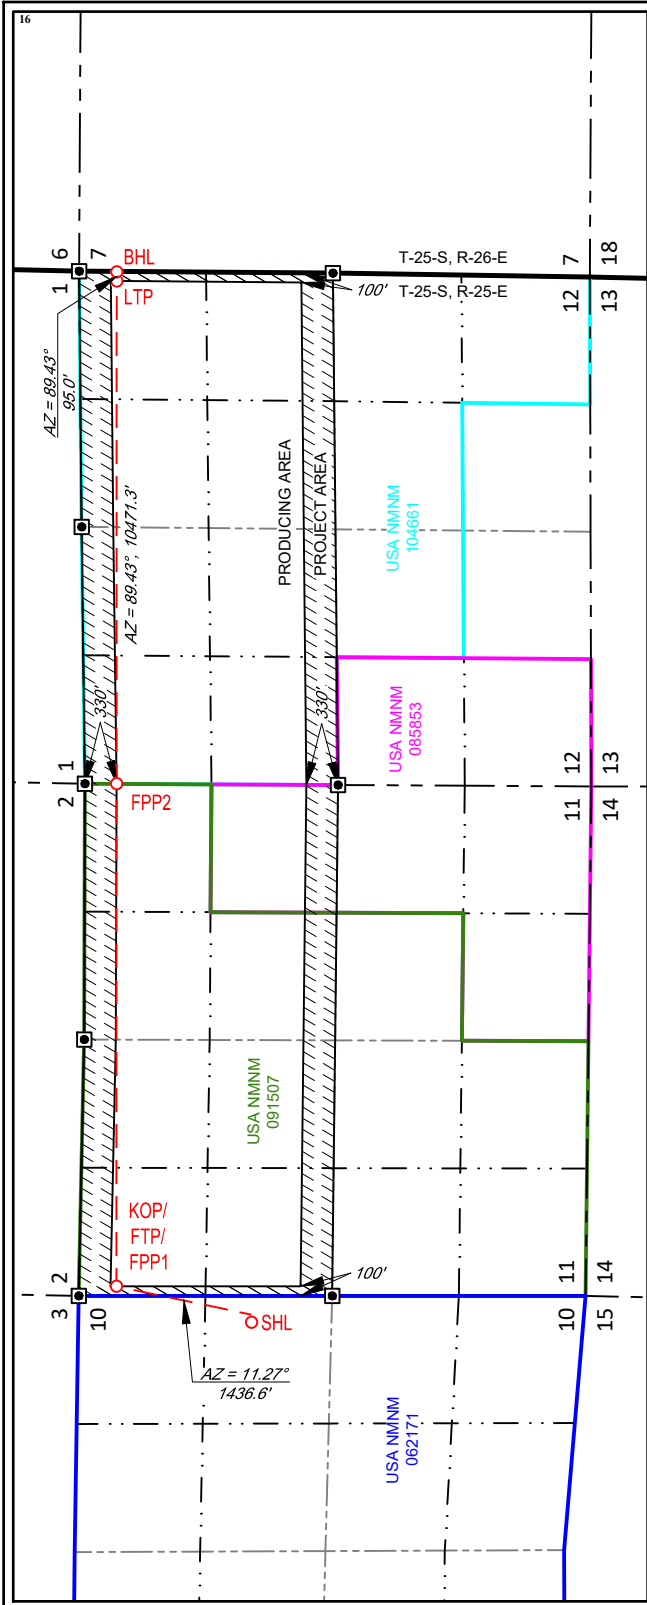 16
6
7
1
BHL
LTP
T-25-S, R-26-E
T-25-S, R-25-E
7
18
12
13
100'
AZ = 89.43°
95.0'
AZ = 89.43°, 10471.3'
PRODUCING AREA
PROJECT AREA
USA NMNM
104661
330'
330'
USA NMNM
085853
1
2
FPP2
12
13
11
14
USA NMNM
091507
KOP/
FTP/
FPP1
2
3
10
100'
SHL
11
14
10
15
AZ = 11.27°
1436.6'
USA NMNM
062171